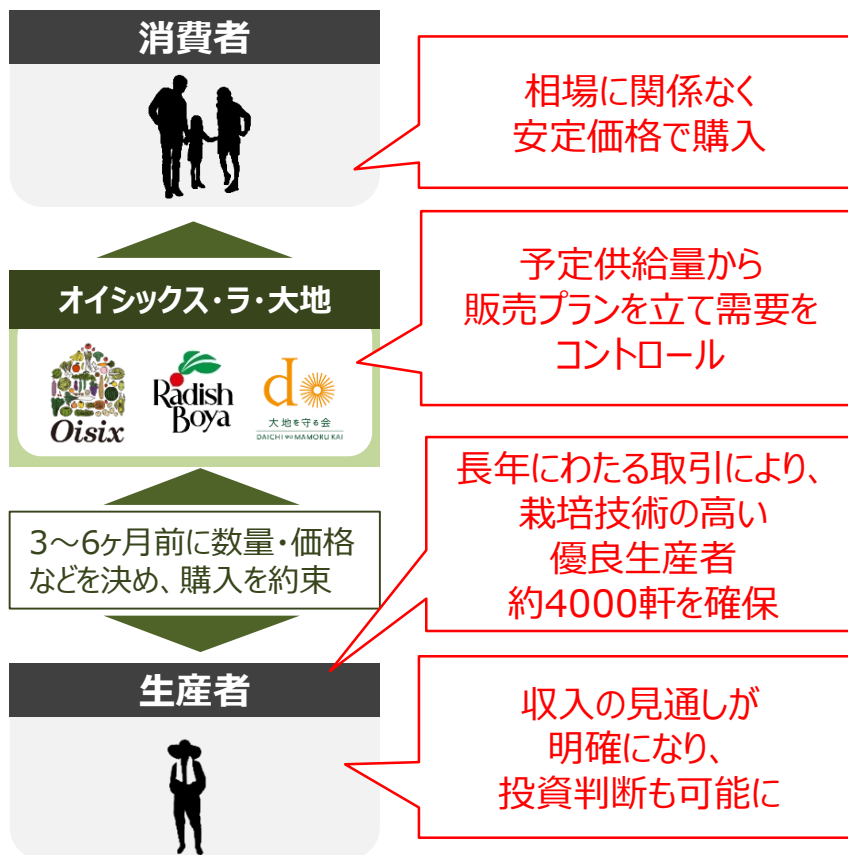 消費者
相場に関係なく
安定価格で購入
オイシックス・ラ・大地
予定供給量から
販売プランを立て需要を
コントロール
Oisix
Radish
Boya
do
大地を守る会
DAICHI WO MAMORU KAI
3～6ヶ月前に数量・価格
などを決め、購入を約束
長年にわたる取引により、
栽培技術の高い
優良生産者
約4000軒を確保
生産者
収入の見通しが
明確になり、
投資判断も可能に